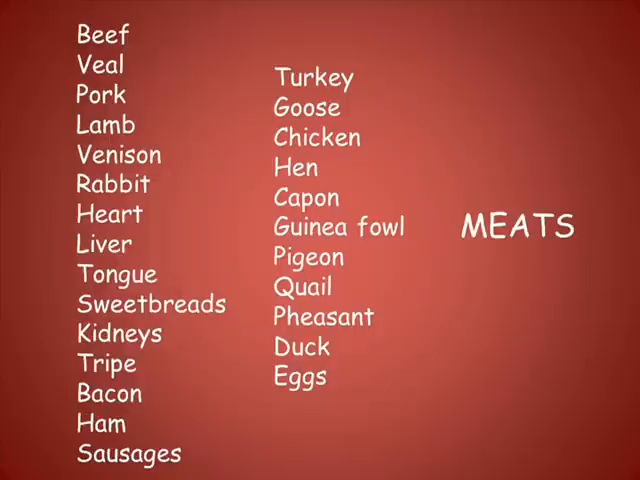 Beef
Veal
Pork
Lamb
Venison
Rabbit
Heart
Liver
Tongue
Sweetbreads
Kidneys
Tripe
Bacon
Ham
Sausages
Turkey
Goose
Chicken
Hen
Capon
Guinea fowl
Pigeon
Quail
Pheasant
Duck
Eggs
MEATS